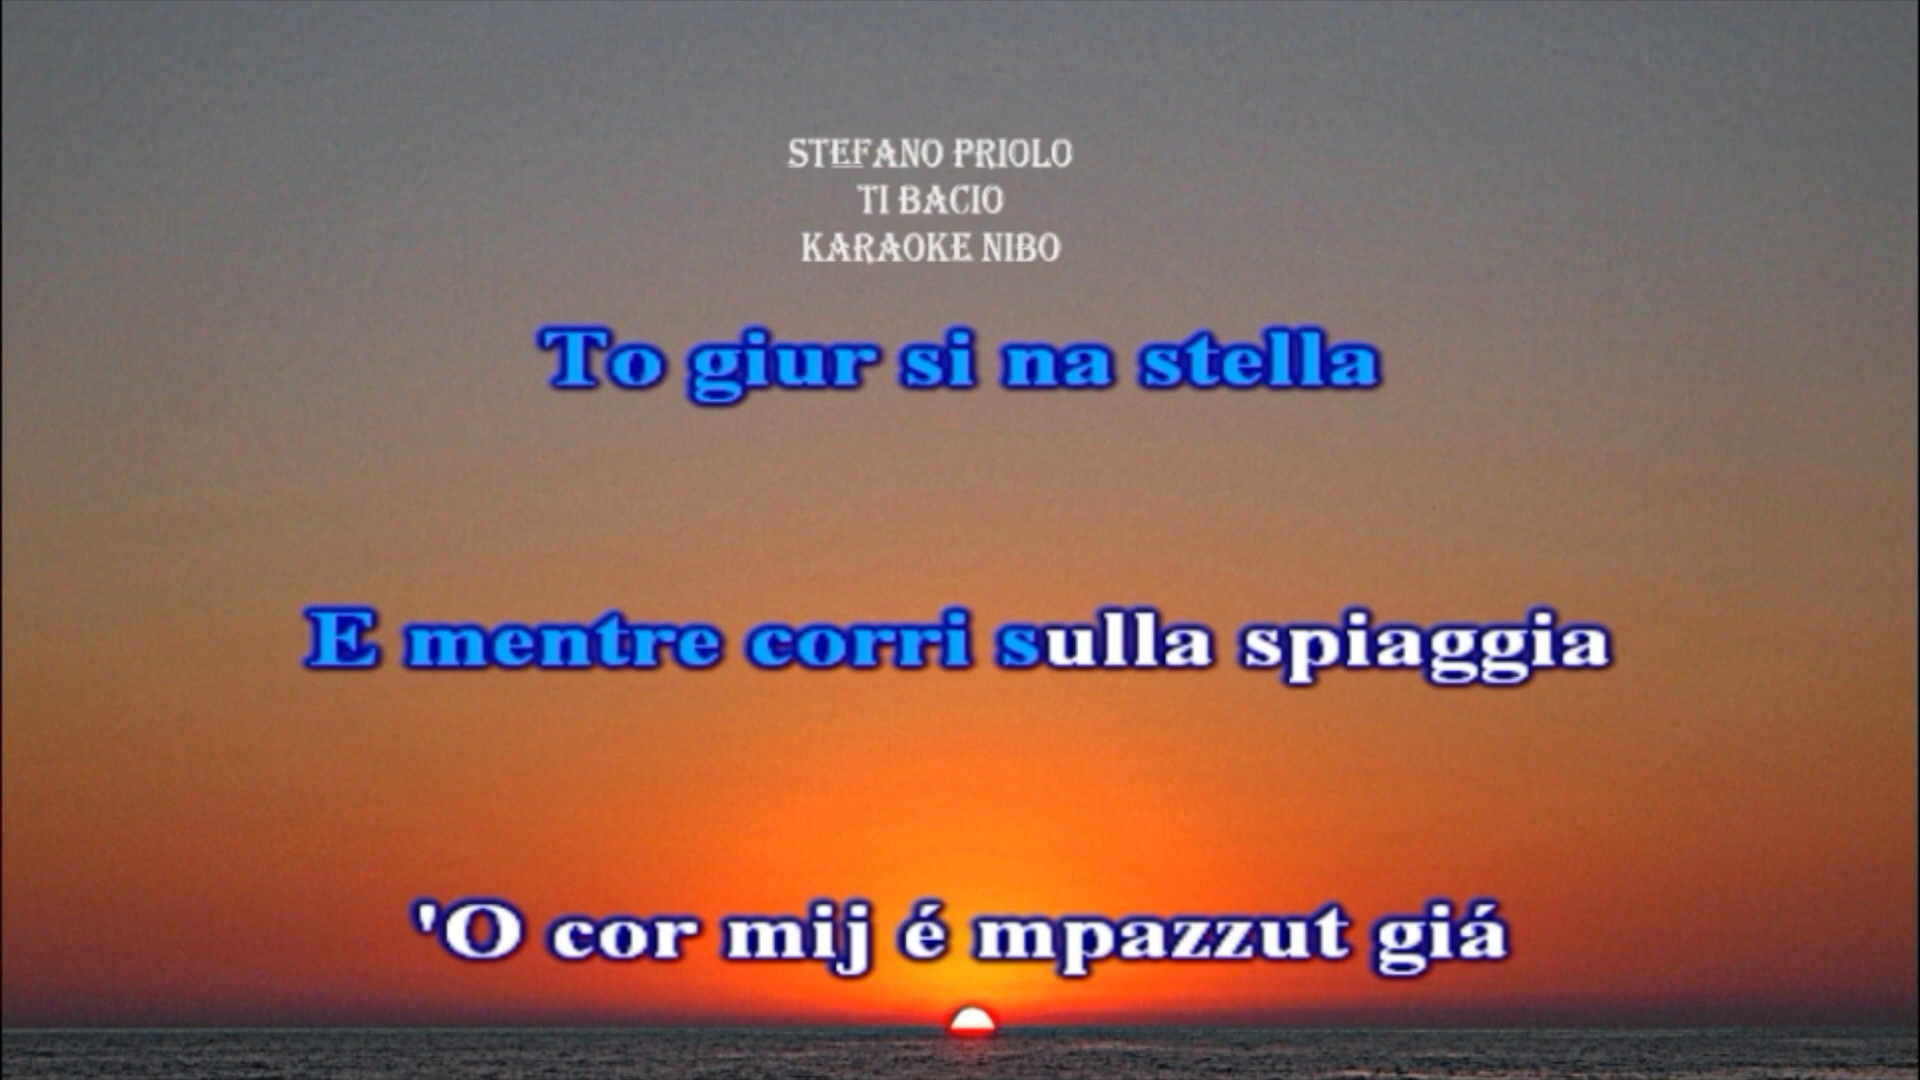 STEFANO PRIOLO
TI BACIO
KARAOKE NIBO
To giur si na stella
E mentre corri sulla spiaggia
'O cor mij é mpazzut giá